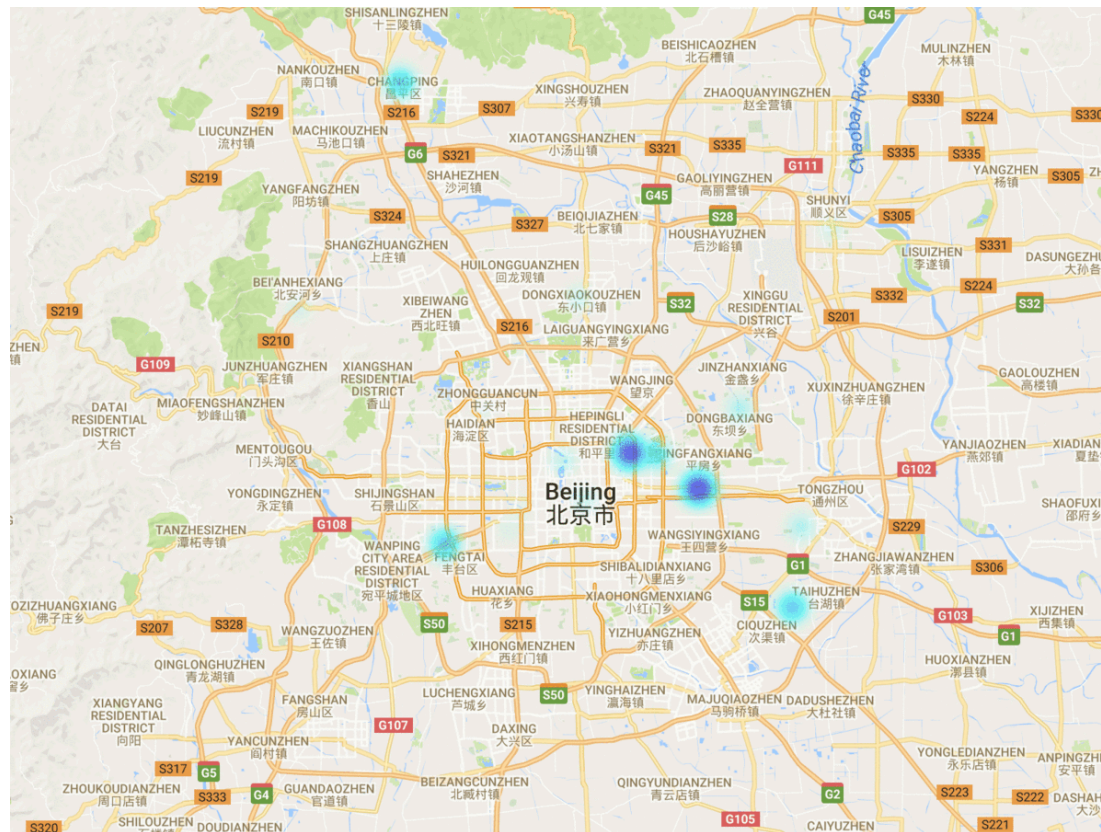 SHISANLINGZHEN
十三陵镇
G45
BEISHICAOZHEN
北石槽镇
MULINZHEN
木林镇
NANKOUZHEN
南口镇
CHANGPING
昌平区
XINGSHOUZHEN
兴寿镇
ZHAOQUANYINGZHEN
赵全营镇
Chaobai River
S330
S219
S216
S307
S224
S330
LIUCUNZHEN
流村镇
MACHIKOUZHEN
马池口镇
XIAOTANGSHANZHEN
小汤山镇
G6
S321
S321
S335
S335
S335
G111
SHAHEZHEN
沙河镇
YANGZHEN
杨镇
S219
S305
GAOLIYINGZHEN
高丽营镇
YANGFANGZHEN
阳坊镇
G45
SHUNYI
顺义区
S324
S327
BEIQIJIAZHEN
北七家镇
S28
S305
HOUSHAYUZHEN
后沙峪镇
S331
SHANGZHUANGZHEN
上庄镇
LISUIZHEN
李遂镇
DASUNGEZHU
大孙各
HUILONGGUANZHEN
回龙观镇
BEI'ANHEXIANG
北安河乡
DONGXIAOKOUZHEN
东小口镇
S224
XIBEIWANG
ZHEN
西北旺镇
XINGGU
RESIDENTIAL
DISTRICT
兴谷
S219
S32
S332
S32
S201
S216
LAIGUANGYINGXIANG
来广营乡
S210
ZHEN
镇
G109
JUNZHUANGZHEN
军庄镇
XIANGSHAN
RESIDENTIAL
DISTRICT
香山
JINZHANXIANG
金盏乡
GAOLOUZHEN
高楼镇
WANGJING
望京
XUXINZHUANGZHEN
徐辛庄镇
ZHONGGUANCUN
中关村
MIAOFENGSHANZHEN
妙峰山镇
DATAI
RESIDENTIAL
DISTRICT
大台
HEPINGLI
RESIDENTIAL
DISTRICT
和平里
DONGBAXIANG
东坝乡
HAIDIAN
海淀区
MENTOUGOU
门头沟区
INGFANGXIANG
平房乡
YANJIAOZHEN
燕郊镇
XIADIAN
夏垫
G102
YONGDINGZHEN
永定镇
SHIJINGSHAN
石景山区
Beijing
北京市
TONGZHOU
通州区
SHAOFUXI
邵府乡
G108
TANZHESIZHEN
潭柘寺镇
S229
WANGSIYINGXIANG
王四营乡
WANPING
CITY AREA
RESIDENTIAL
DISTRICT
宛平城地区
FENGTAI
丰台区
ZHANGJIAWANZHEN
张家湾镇
G1
SHIBALIDIANXIANG
十八里店乡
S306
HUAXIANG
花乡
XIAOHONGMENXIANG
小红门乡
S15
TAIHUZHEN
台湖镇
OZIZHUANGXIANG
佛子庄乡
S207
S328
S50
S215
G103
XIJIZHEN
西集镇
G1
CIQUZHEN
次渠镇
WANGZUOZHEN
王佐镇
YIZHUANGZHEN
亦庄镇
XIHONGMENZHEN
西红门镇
QINGLONGHUZHEN
青龙湖镇
HUOXIANZHEN
漷县镇
OXIANG
LUCHENGXIANG
芦城乡
S50
YINGHAIZHEN
瀛海镇
MAJUQIAOZHEN
马驹桥镇
DADUSHEZHEN
大杜社镇
XIANGYANG
RESIDENTIAL
DISTRICT
向阳
FANGSHAN
房山区
G107
DAXING
大兴区
YANCUNZHEN
阎村镇
YONGLEDIANZHEN
永乐店镇
ANPINGZHEN
安平镇
S317
G5
ZHOUKOUDIANZHEN
周口店镇
S333
G4
GUANDAOZHEN
官道镇
BEIZANGCUNZHEN
北臧村镇
QINGYUNDIANZHEN
青云店镇
G2
S223
S222
DASHAH
大沙
SHILOUZHEN
S320
DOUDIANZHEN
G105
CAIYUZHEN
S221